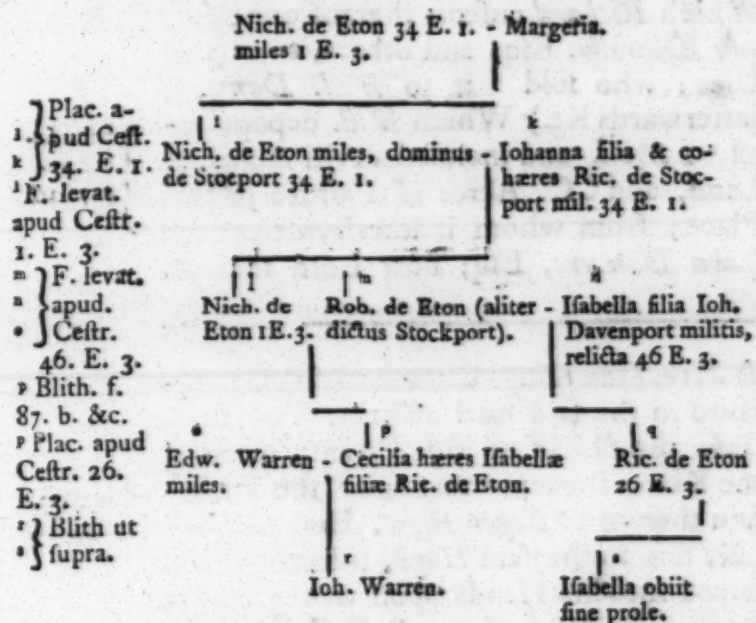 Nich. de Eton 34 E. 1. - Margeria.
miles 1 E. 3.
i
k
Nich. de Eton miles, dominus - Iohanna filia & co-
de Stocport 34 E. 1. hæres Ric. de Stoc-
port mil. 34 E. 1.
l m n
Nich. de Rob. de Eton (aliter - Isabella filia Ioh.
Eton 1 E. 3. dictus Stockport). Davenport militis,
relicta 46 E. 3.
o p q
Edw. Warren - Cecilia hæres Isabellæ Ric. de Eton
miles. filiæ Ric. de Eton. 26 E. 3.
r s
Ioh. Warren. Isabella obiit
sine prole.
i } Plac. a-
pud Cest.
k 34. E. 1.
l F. levat.
apud Cestr.
1. E. 3.
m } F. levat.
n apud.
o Cestr.
46. E. 3.
p Blith. f.
87. b. &c.
p Plac. apud
Cestr. 26.
E. 3.
r } Blith ut
s supra.